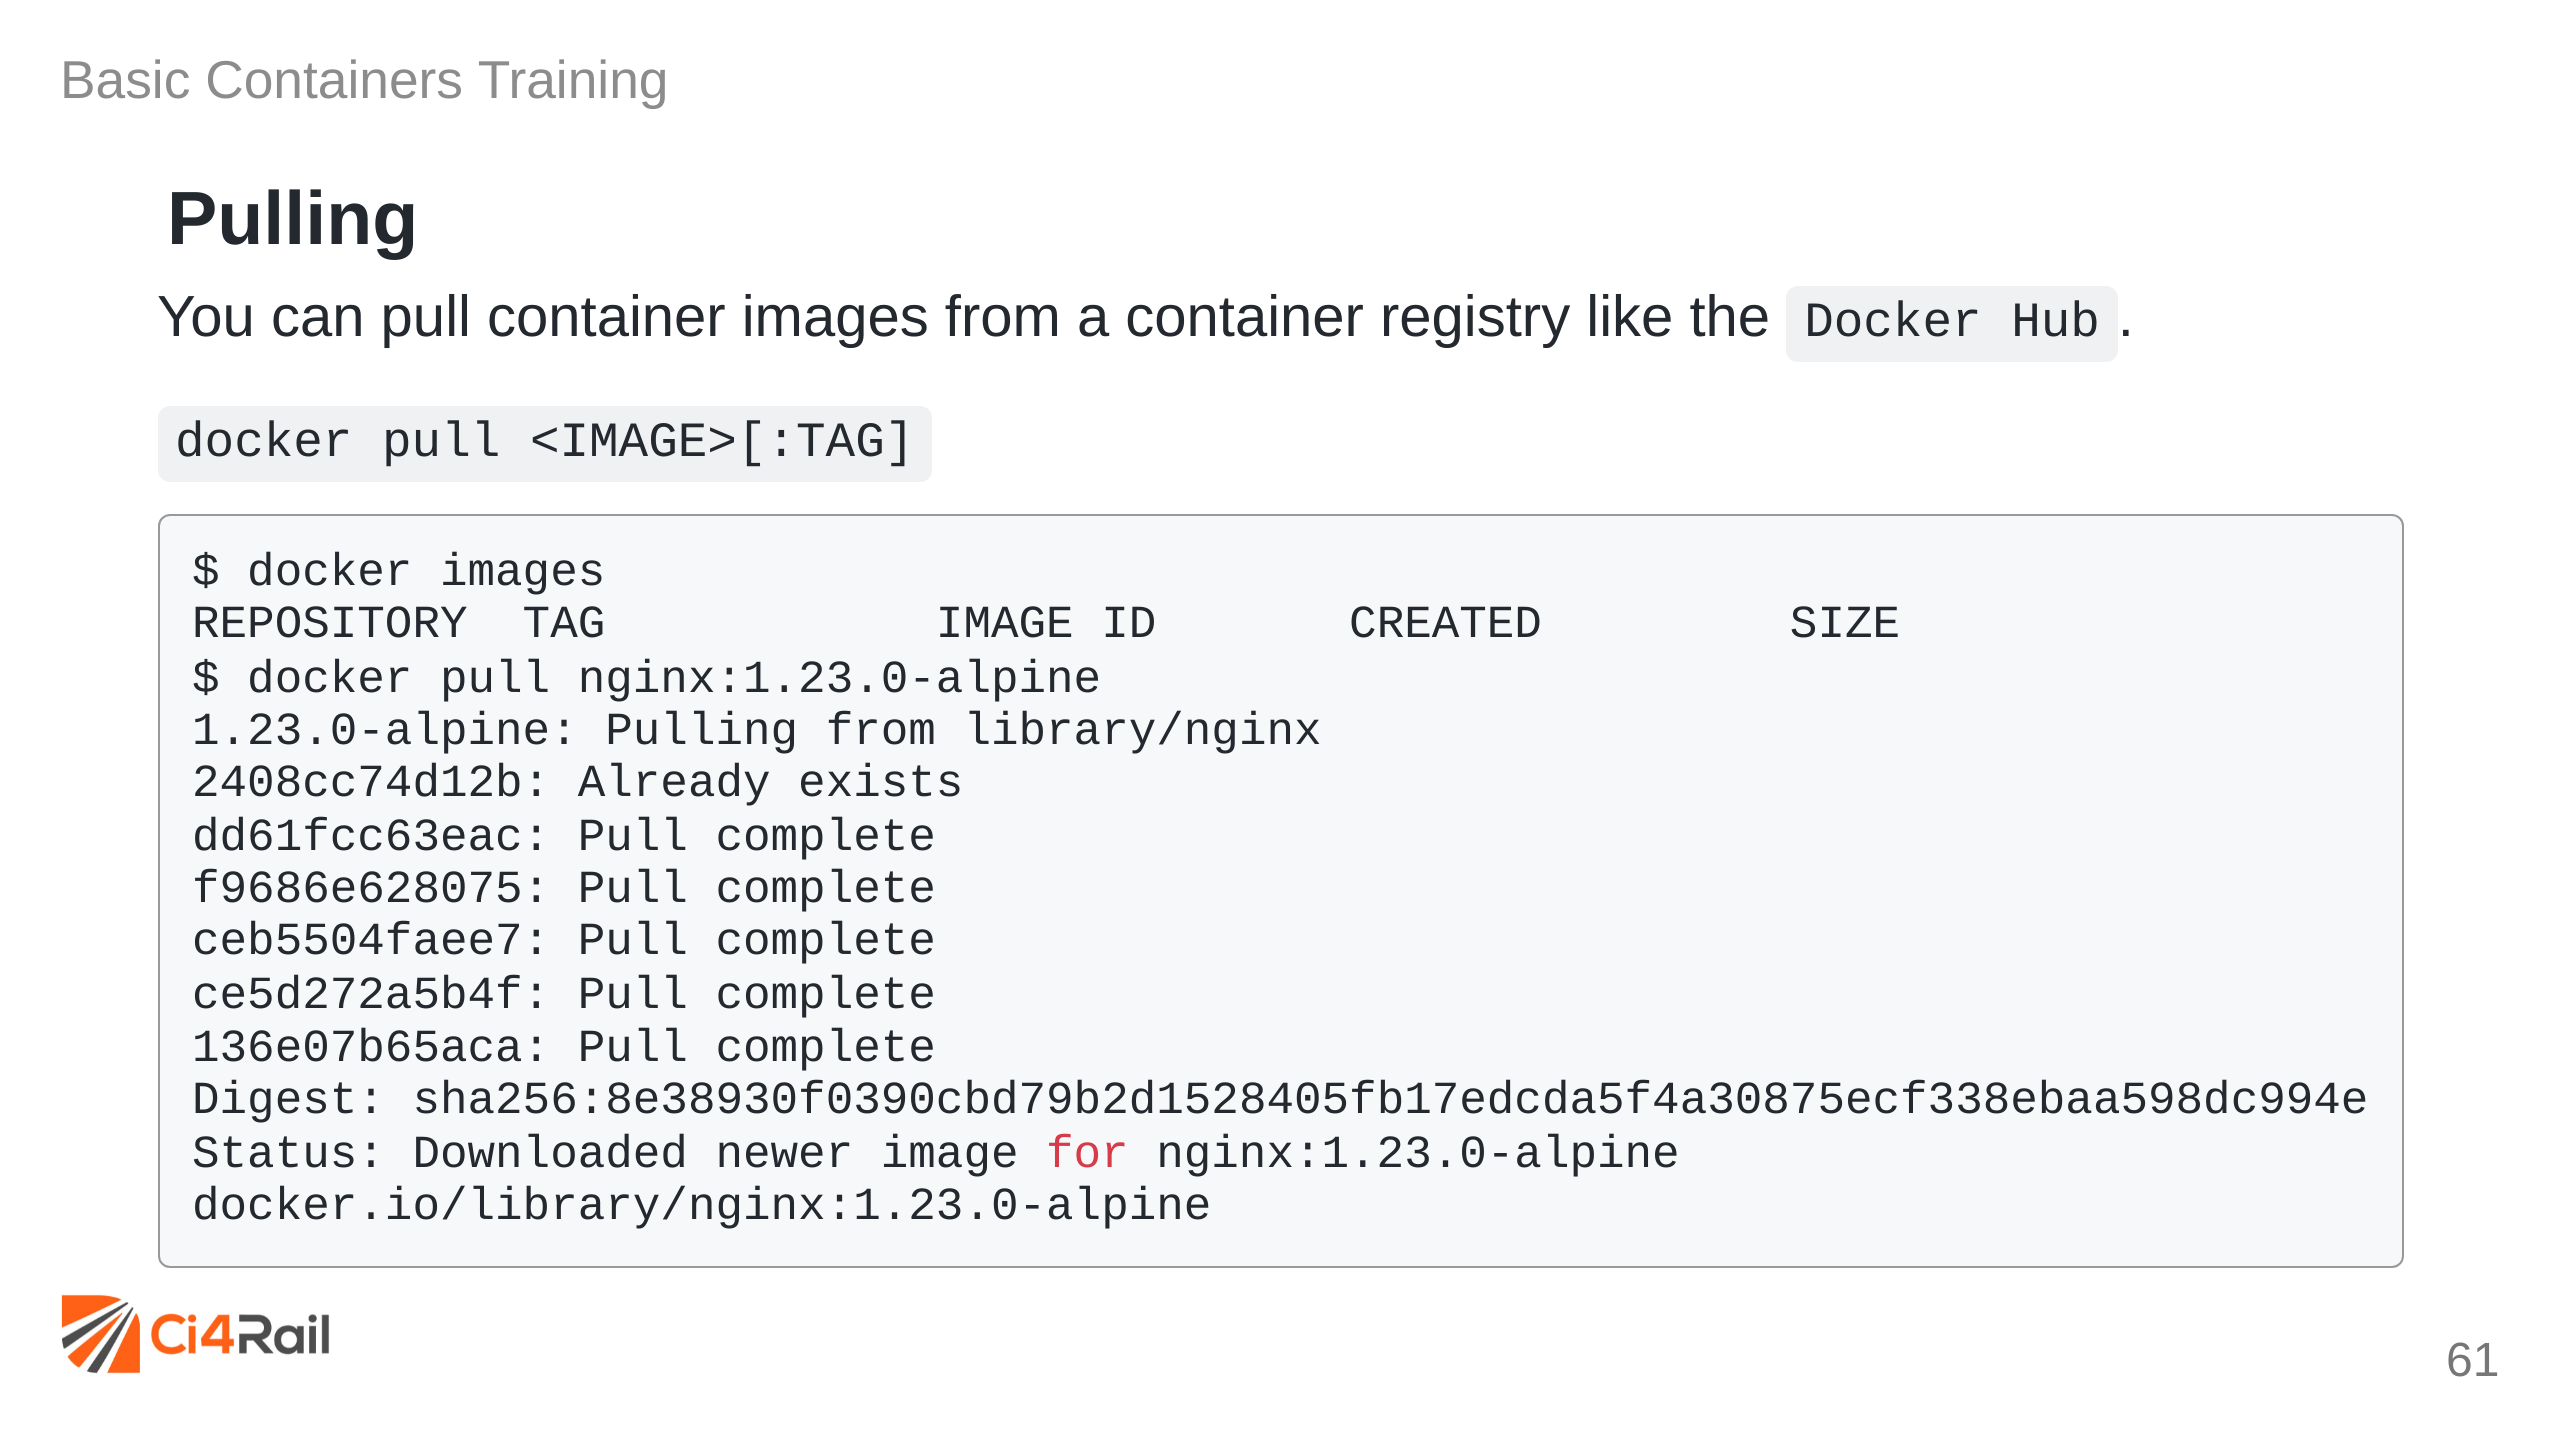 Basic Containers Training
Pulling
You can pull container images from a container registry like the Docker Hub.
docker pull <IMAGE>[:TAG]
$ docker images
REPOSITORY  TAG            IMAGE ID       CREATED         SIZE
$ docker pull nginx:1.23.0-alpine
1.23.0-alpine: Pulling from library/nginx
2408cc74d12b: Already exists
dd61fcc63eac: Pull complete
f9686e628075: Pull complete
ceb5504faee7: Pull complete
ce5d272a5b4f: Pull complete
136e07b65aca: Pull complete
Digest: sha256:8e38930f0390cbd79b2d1528405fb17edcda5f4a30875ecf338ebaa598dc994e
Status: Downloaded newer image for nginx:1.23.0-alpine
docker.io/library/nginx:1.23.0-alpine
Ci4Rail
61